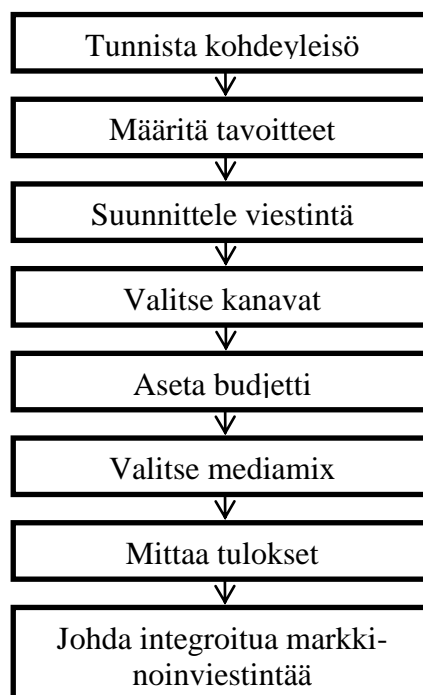 Tunnista kohdeyleisö
Määritä tavoitteet
Suunnittele viestintä
Valitse kanavat
Aseta budjetti
Valitse mediamix
Mittaa tulokset
Johda integroitua markki-
noinviestintää